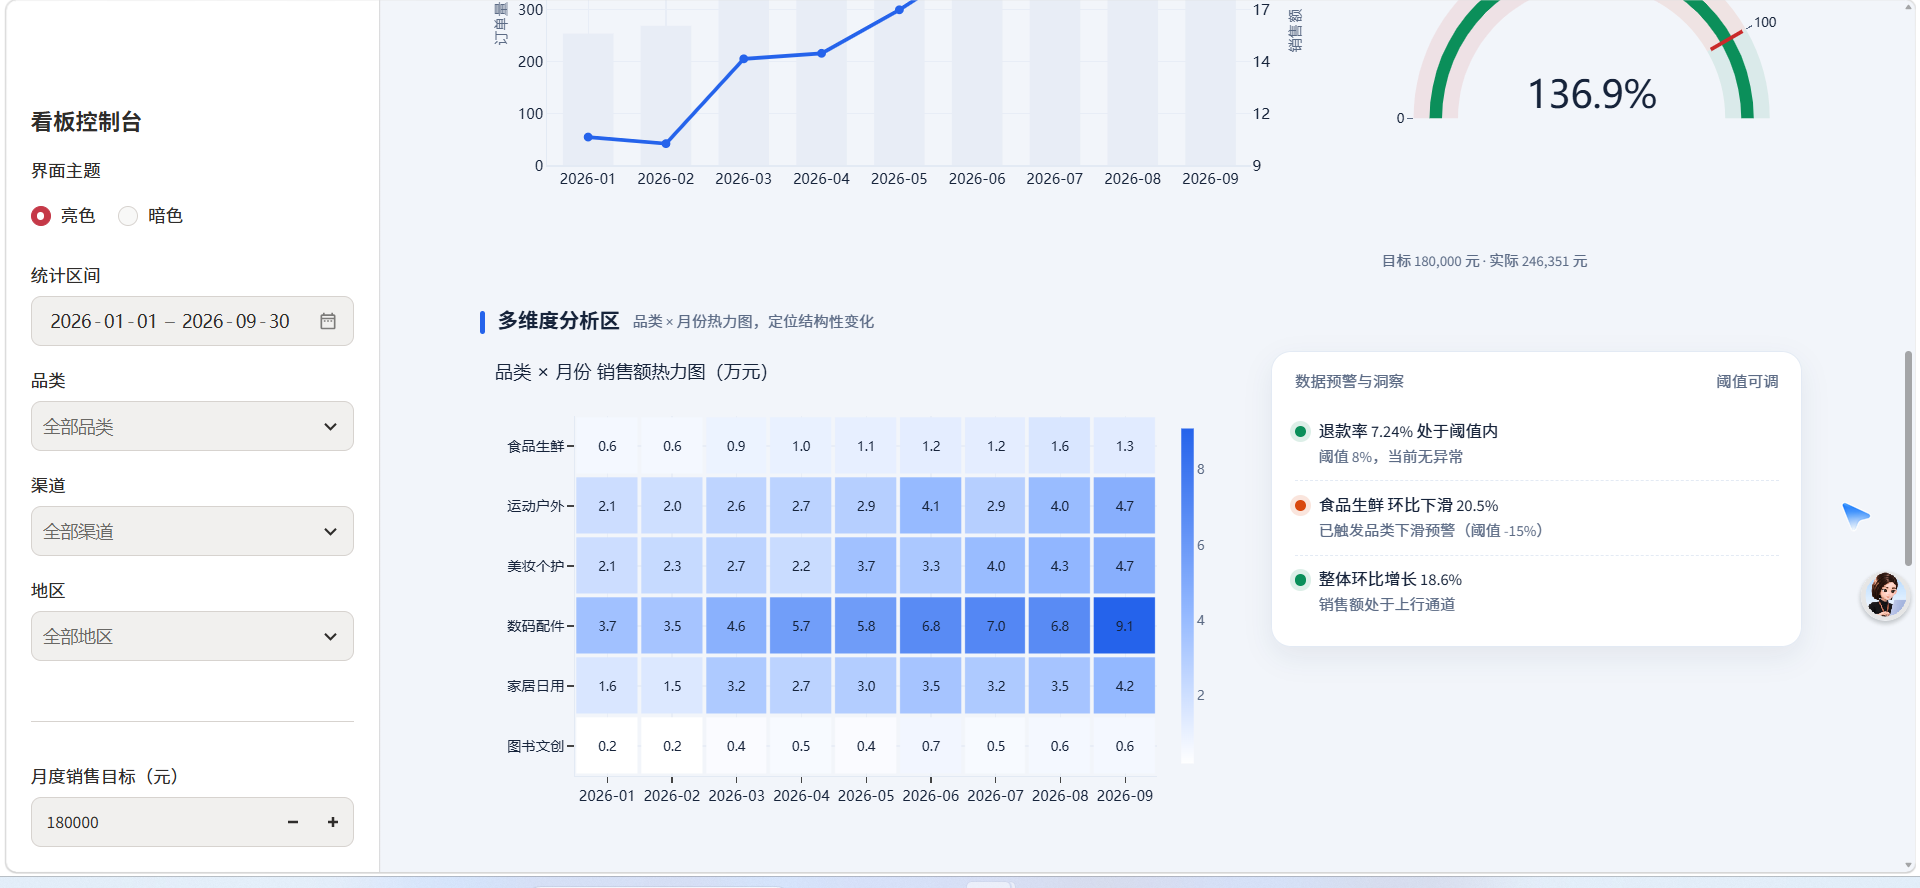 看板控制台
界面主题
亮色 暗色
统计区间
2026-01-01 – 2026-09-30
品类
全部品类
渠道
全部渠道
地区
全部地区
月度销售目标（元）
180000
订单量
300 17
200 14
100 12
0 9
销售额
2026-01 2026-02 2026-03 2026-04 2026-05 2026-06 2026-07 2026-08 2026-09
100
136.9%
0
目标 180,000 元 · 实际 246,351 元
多维度分析区 品类 × 月份热力图，定位结构性变化
品类 × 月份 销售额热力图（万元）
食品生鲜 0.6 0.6 0.9 1.0 1.1 1.2 1.2 1.6 1.3
运动户外 2.1 2.0 2.6 2.7 2.9 4.1 2.9 4.0 4.7
美妆个护 2.1 2.3 2.7 2.2 3.7 3.3 4.0 4.3 4.7
数码配件 3.7 3.5 4.6 5.7 5.8 6.8 7.0 6.8 9.1
家居日用 1.6 1.5 3.2 2.7 3.0 3.5 3.2 3.5 4.2
图书文创 0.2 0.2 0.4 0.5 0.4 0.7 0.5 0.6 0.6
2026-01 2026-02 2026-03 2026-04 2026-05 2026-06 2026-07 2026-08 2026-09
8
6
4
2
数据预警与洞察 阈值可调
退款率 7.24% 处于阈值内
阈值 8%，当前无异常
食品生鲜 环比下滑 20.5%
已触发品类下滑预警（阈值 -15%）
整体环比增长 18.6%
销售额处于上行通道